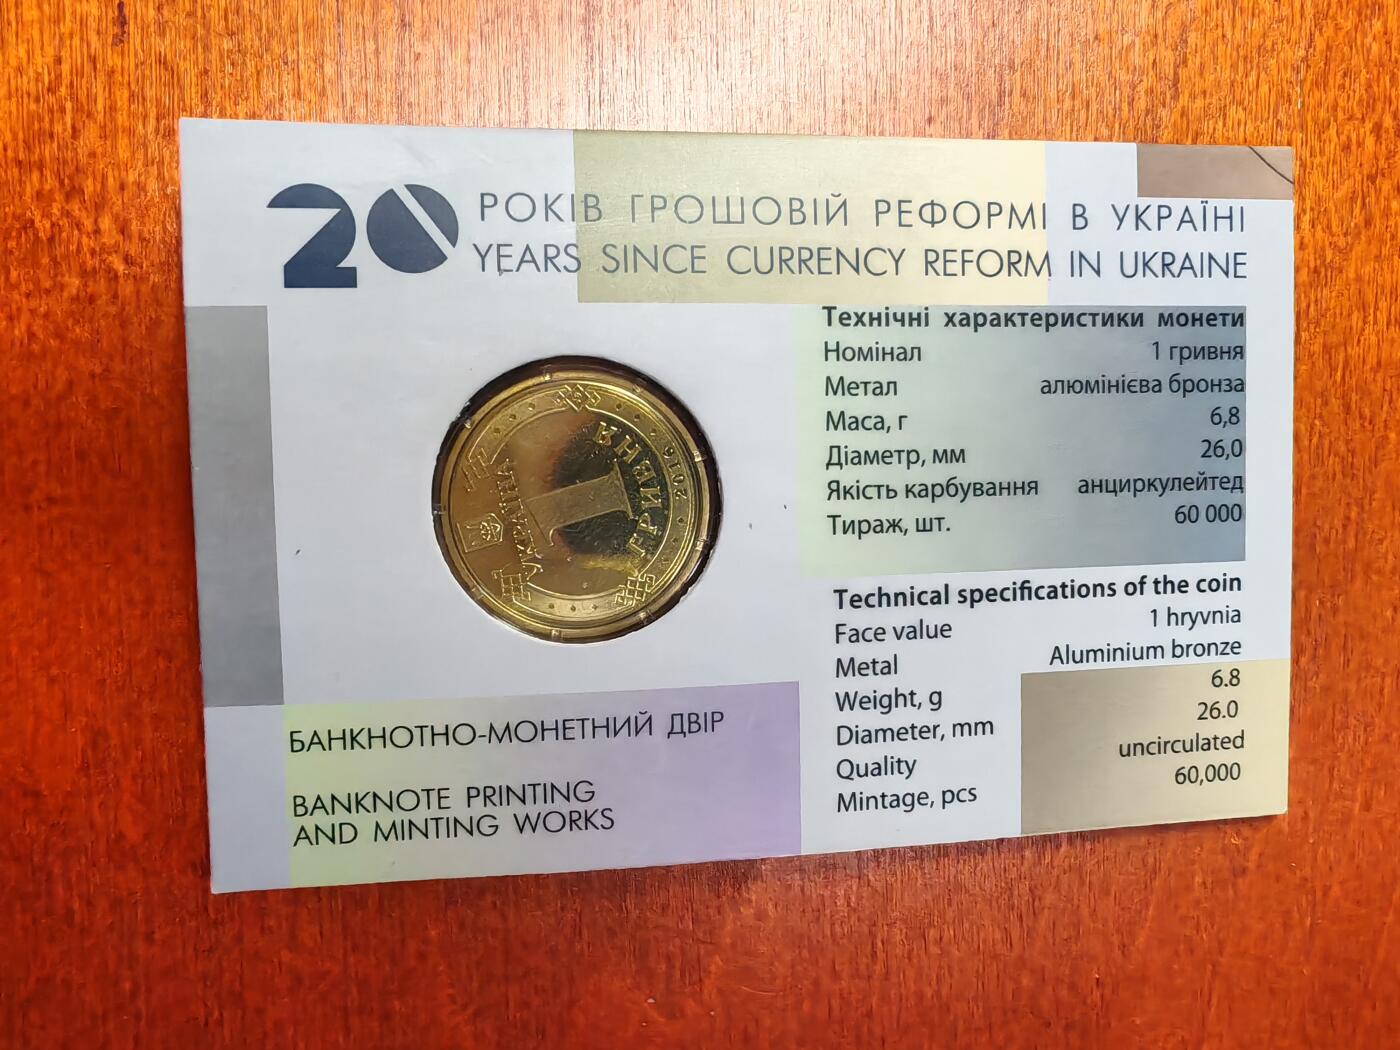 20 РОКІВ ГРОШОВІЙ РЕФОРМІ В УКРАЇНІ
YEARS SINCE CURRENCY REFORM IN UKRAINE
Технічні характеристики монети
Номінал 1 гривня
Метал алюмінієва бронза
Маса, г 6,8
Діаметр, мм 26,0
Якість карбування анциркулейтед
Тираж, шт. 60 000
Technical specifications of the coin
Face value 1 hryvnia
Metal Aluminium bronze
Weight, g 6.8
Diameter, mm 26.0
Quality uncirculated
Mintage, pcs 60,000
УКРАЇНА
1
ГРИВНЯ
2016
БАНКНОТНО-МОНЕТНИЙ ДВІР
BANKNOTE PRINTING
AND MINTING WORKS